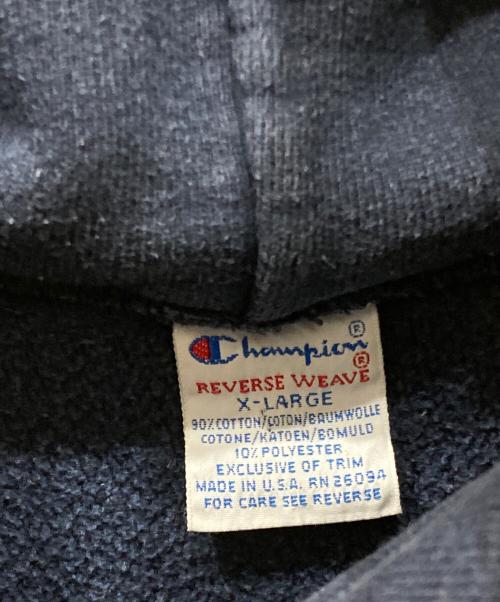 Champion®
®
REVERSE WEAVE
X-LARGE
90%COTTON/COTON/BAUMWOLLE
COTONE/KATOEN/BOMULD
10% POLYESTER
EXCLUSIVE OF TRIM
MADE IN U.S.A. RN 26094
FOR CARE SEE REVERSE